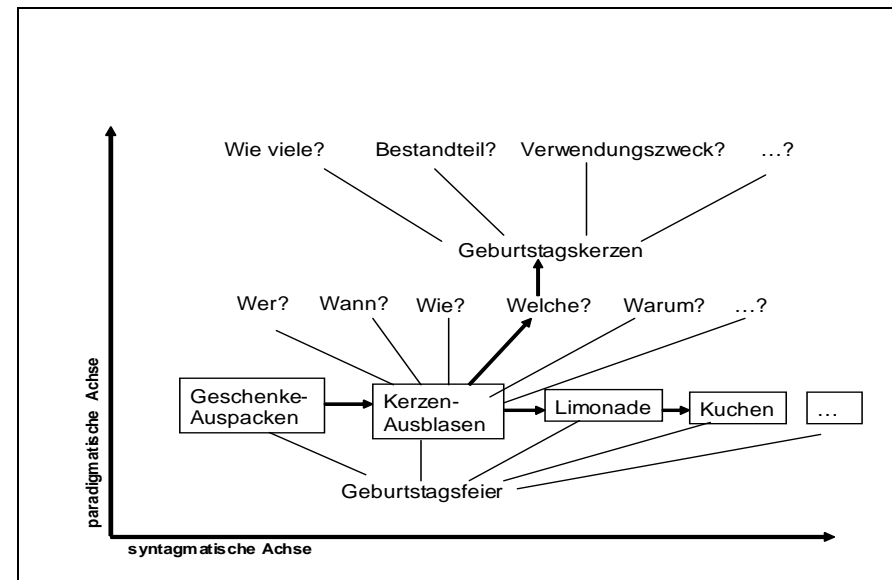 Wie viele? Bestandteil? Verwendungszweck? …?
Geburtstagskerzen
Wer? Wann? Wie? Welche? Warum? …?
Geschenke-
Auspacken
Kerzen-
Ausblasen
Limonade
Kuchen
…
Geburtstagsfeier
paradigmatische Achse
syntagmatische Achse